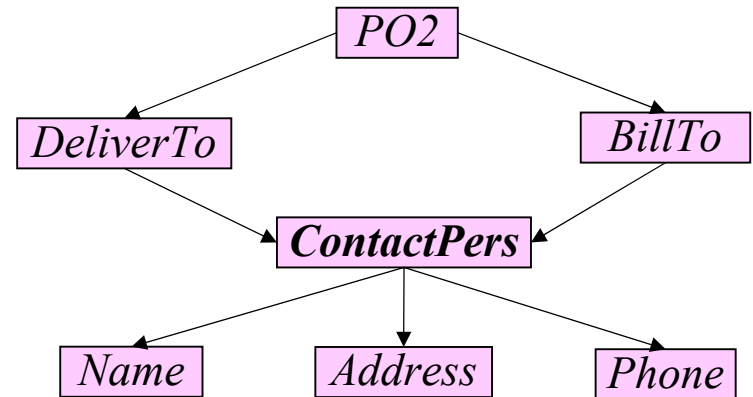 PO2
DeliverTo
BillTo
ContactPers
Name
Address
Phone